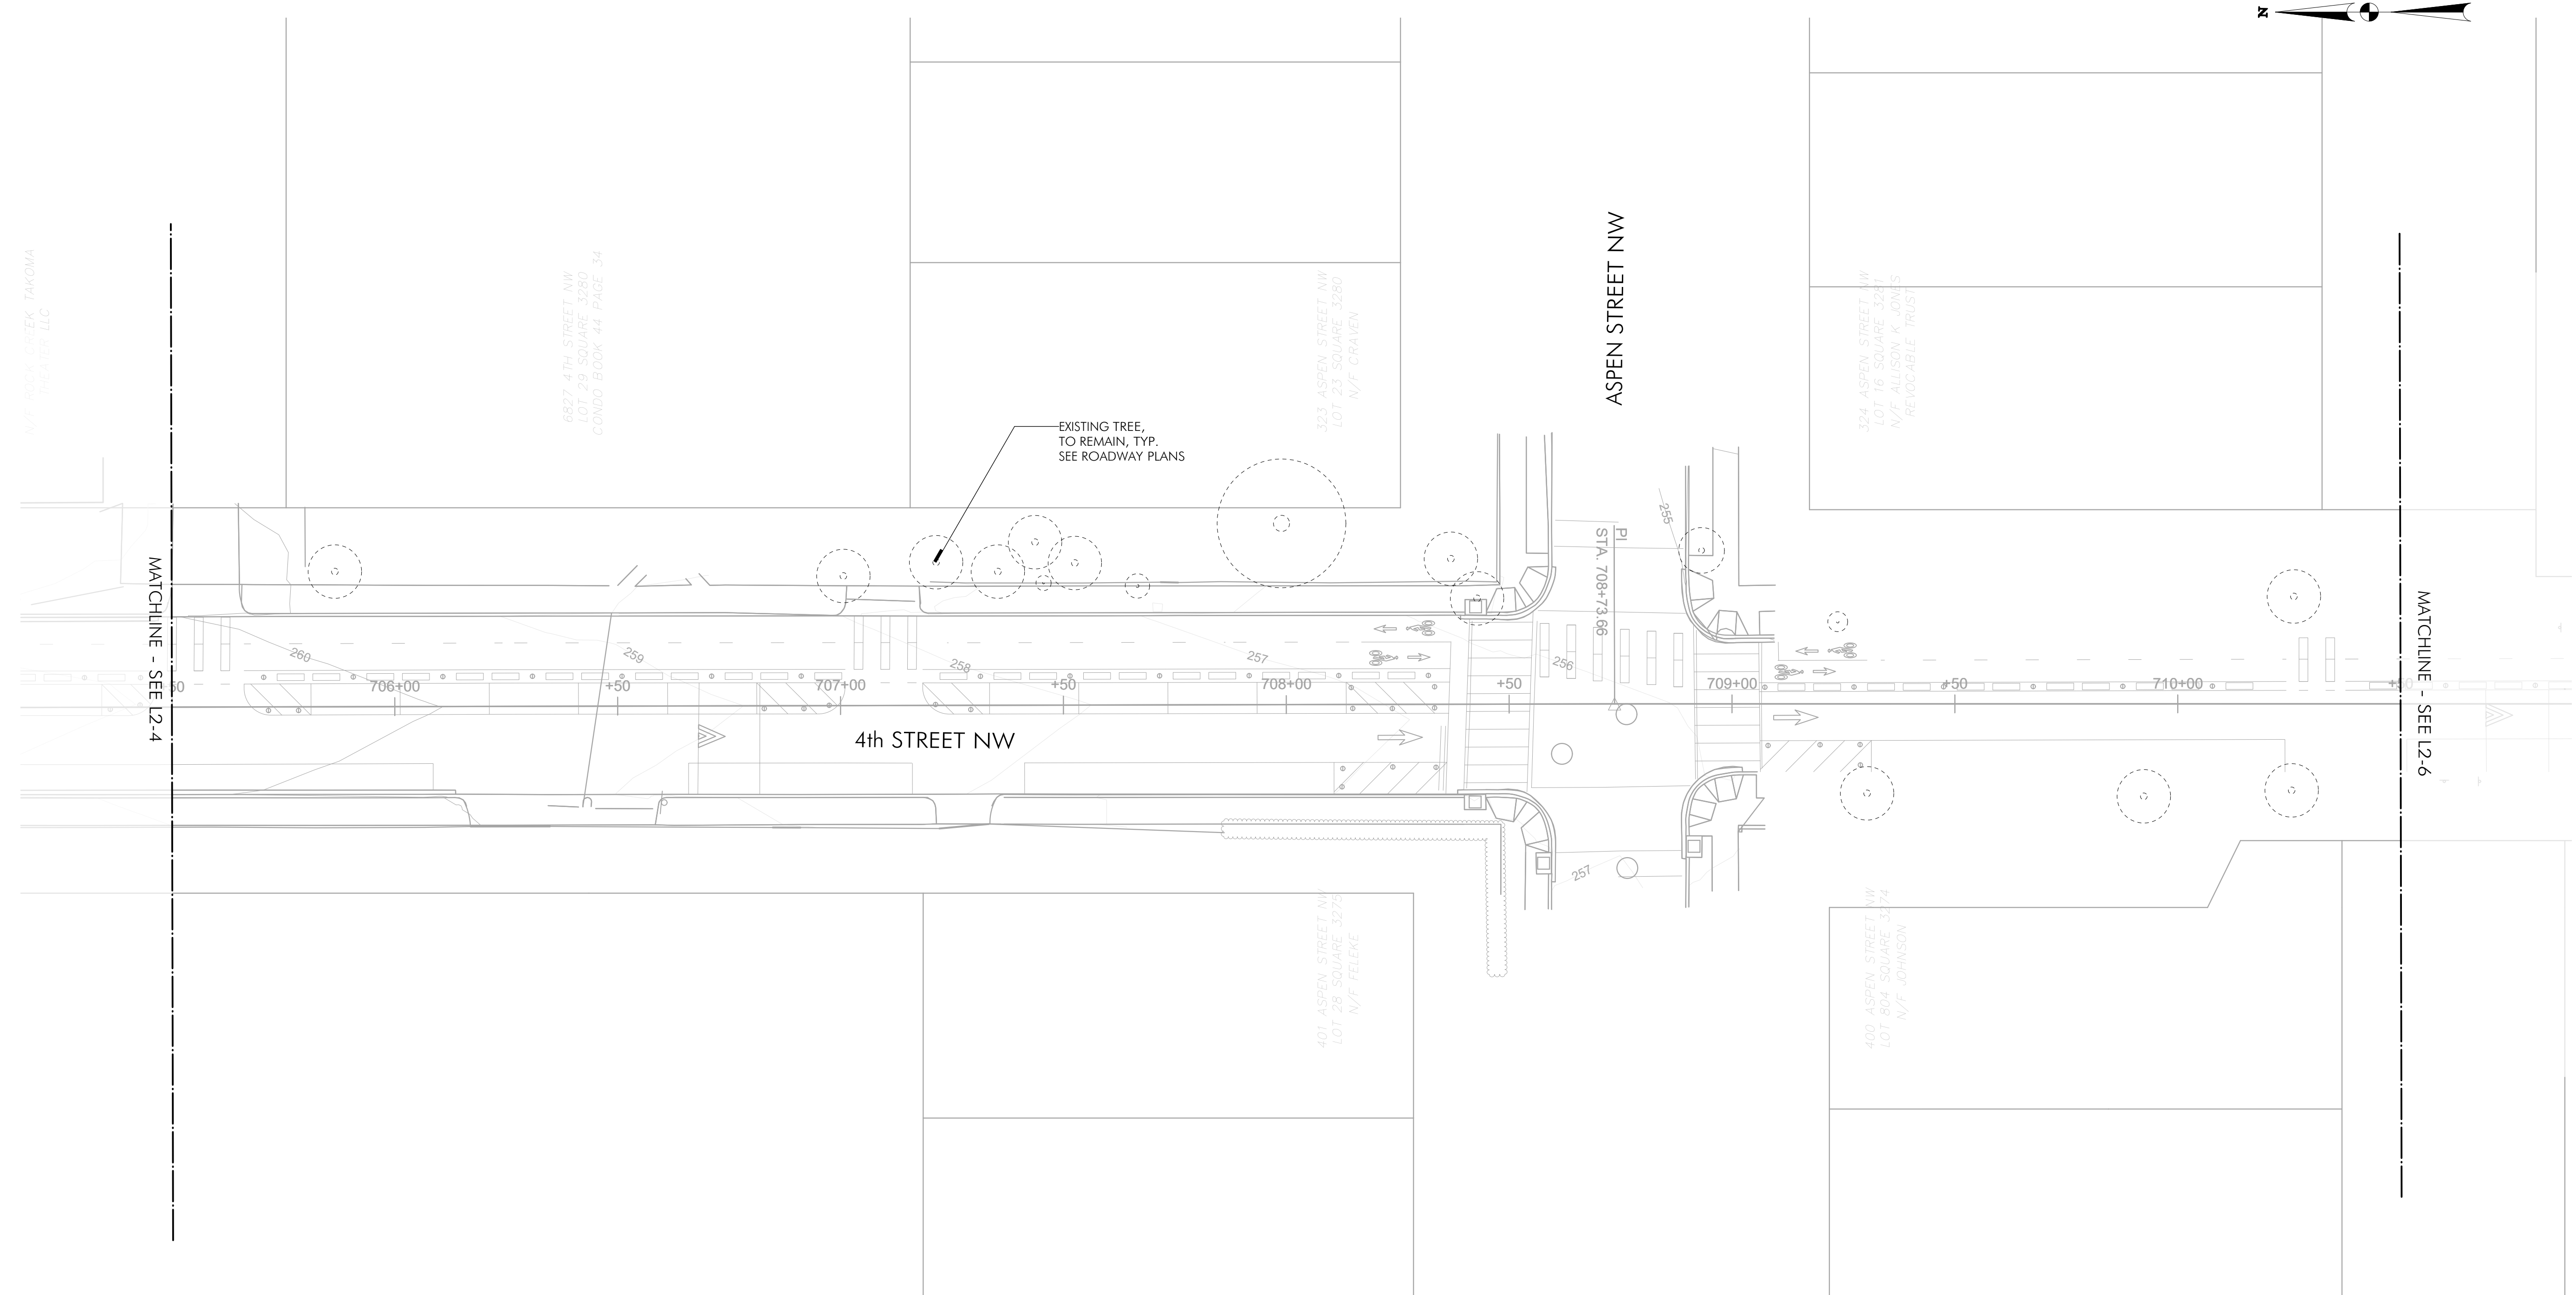 N
TAKOMA
THEATER LLC
6827 4TH STREET NW
LOT 29 SQUARE 3280
CONDO BOOK 44 PAGE 34
323 ASPEN STREET NW
LOT 23 SQUARE 3280
N/F CRAVEN
ASPEN STREET NW
324 ASPEN STREET NW
LOT 16 SQUARE 3281
N/F ALLISON K JONES
REVOCABLE TRUST
EXISTING TREE,
TO REMAIN, TYP.
SEE ROADWAY PLANS
MATCHLINE - SEE L2-4
PI
STA. 708+73.66
255
MATCHLINE - SEE L2-6
260
259
258
257
256
+50
706+00
+50
707+00
+50
708+00
+50
709+00
+50
710+00
+50
4th STREET NW
257
401 ASPEN STREET NW
LOT 28 SQUARE 3275
N/F FELEKE
400 ASPEN STREET NW
LOT 804 SQUARE 3274
N/F JOHNSON